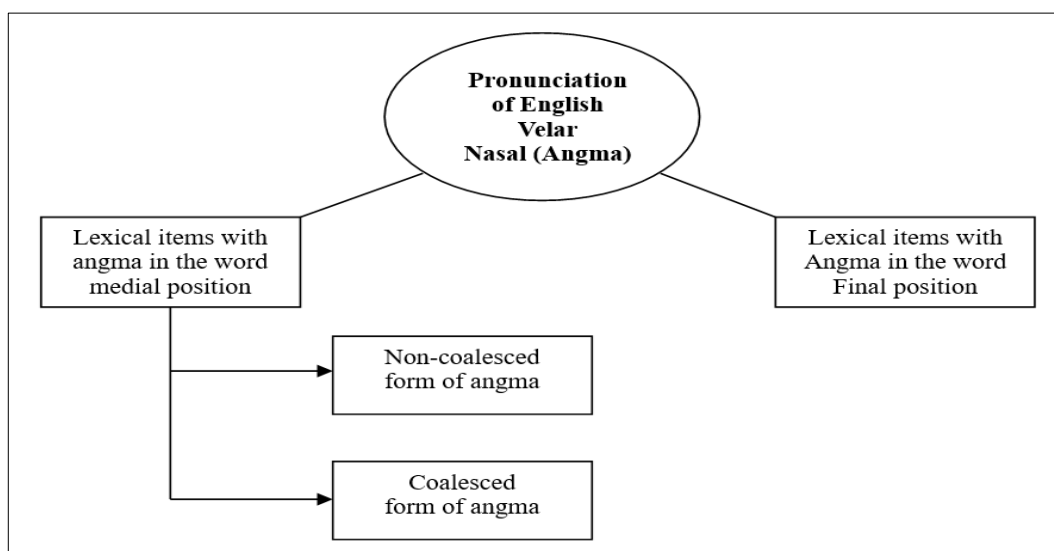 Pronunciation
of English
Velar
Nasal (Angma)
Lexical items with
angma in the word
medial position
Lexical items with
Angma in the word
Final position
Non-coalesced
form of angma
Coalesced
form of angma